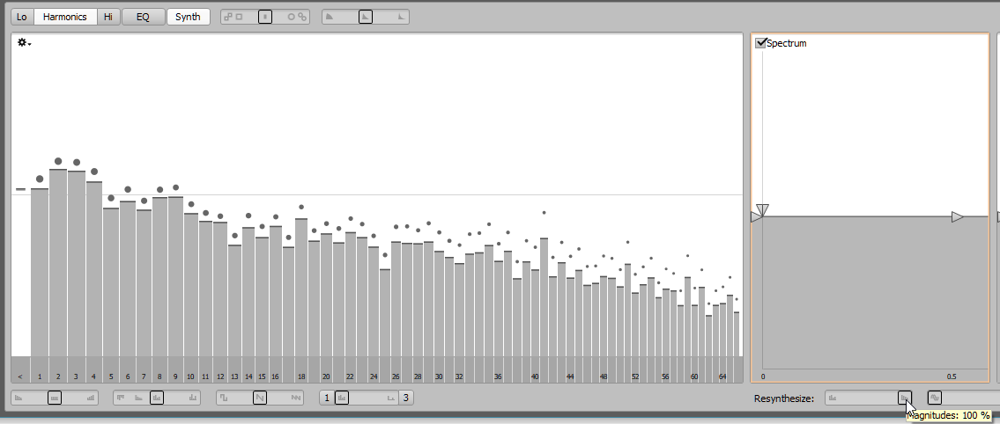 Lo Harmonics Hi EQ Synth
Spectrum
< 1 2 3 4 5 6 7 8 9 10 11 12 13 14 15 16 18 20 22 24 26 28 30 32 36 40 44 48 52 56 60 64
0 0.5
1 3
Resynthesize:
Magnitudes: 100 %